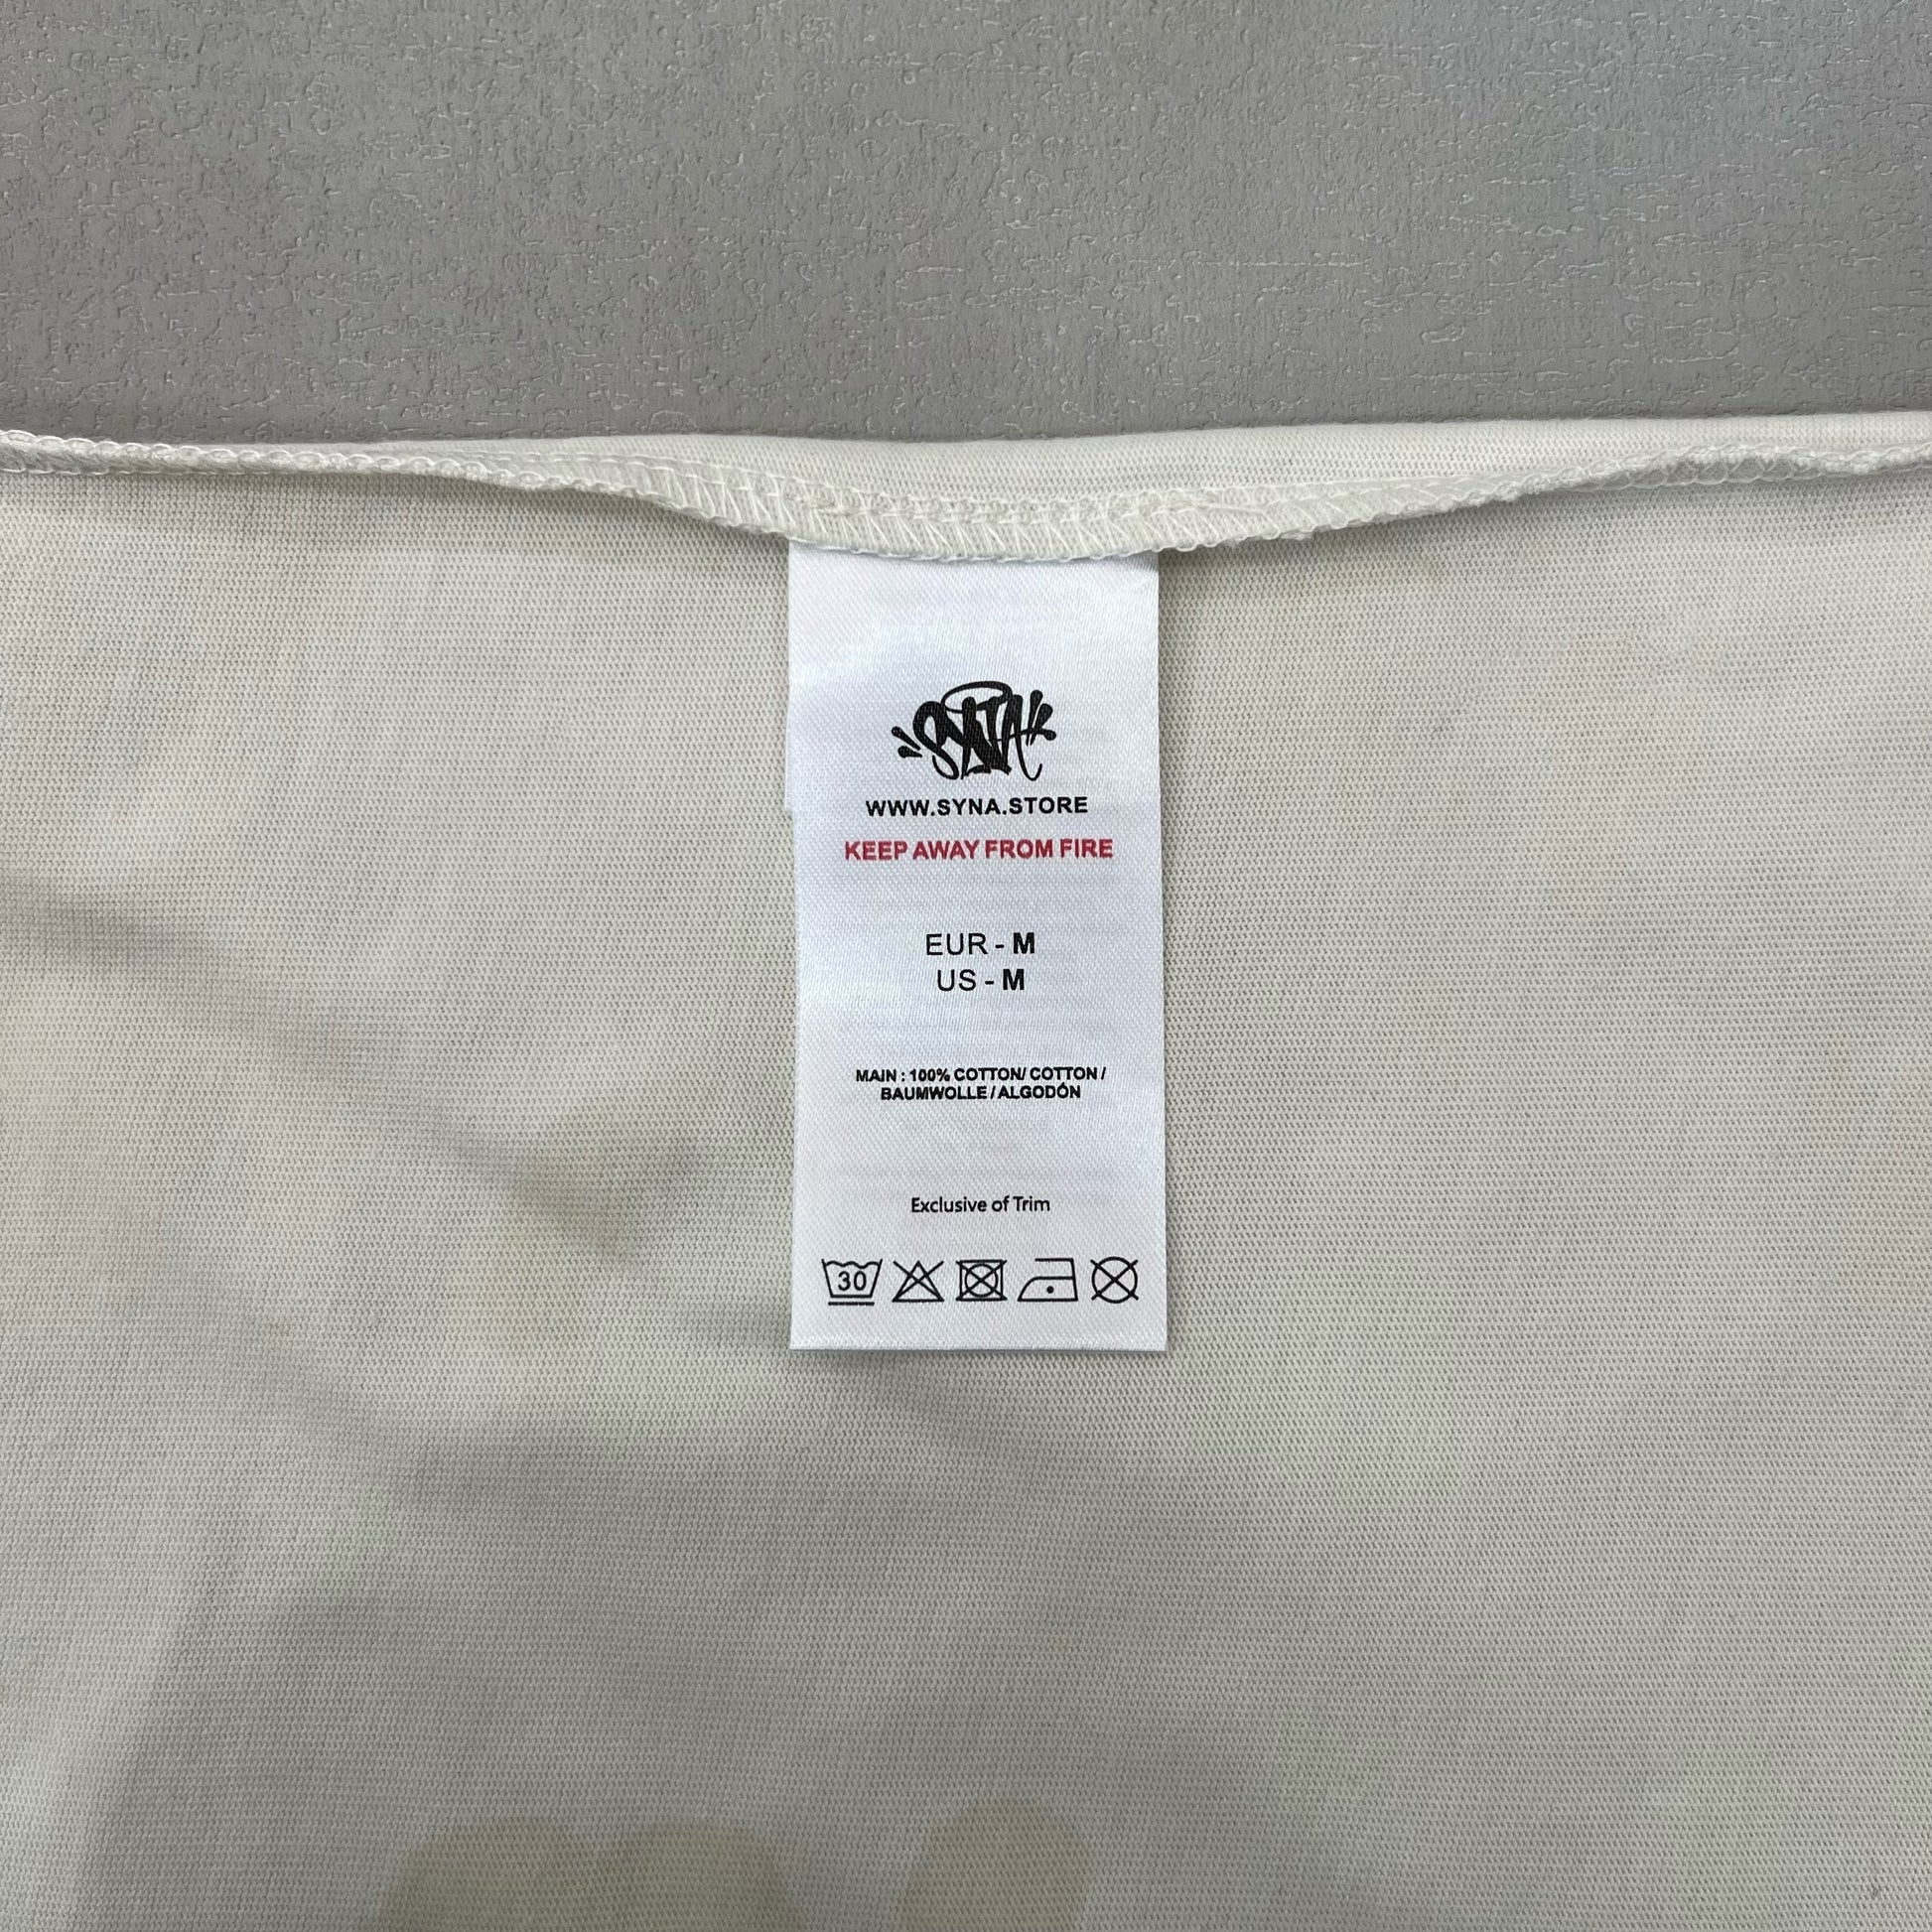 SYNA
WWW.SYNA.STORE
KEEP AWAY FROM FIRE
EUR - M
US - M
MAIN : 100% COTTON/ COTTON /
BAUMWOLLE / ALGODÓN
Exclusive of Trim
30